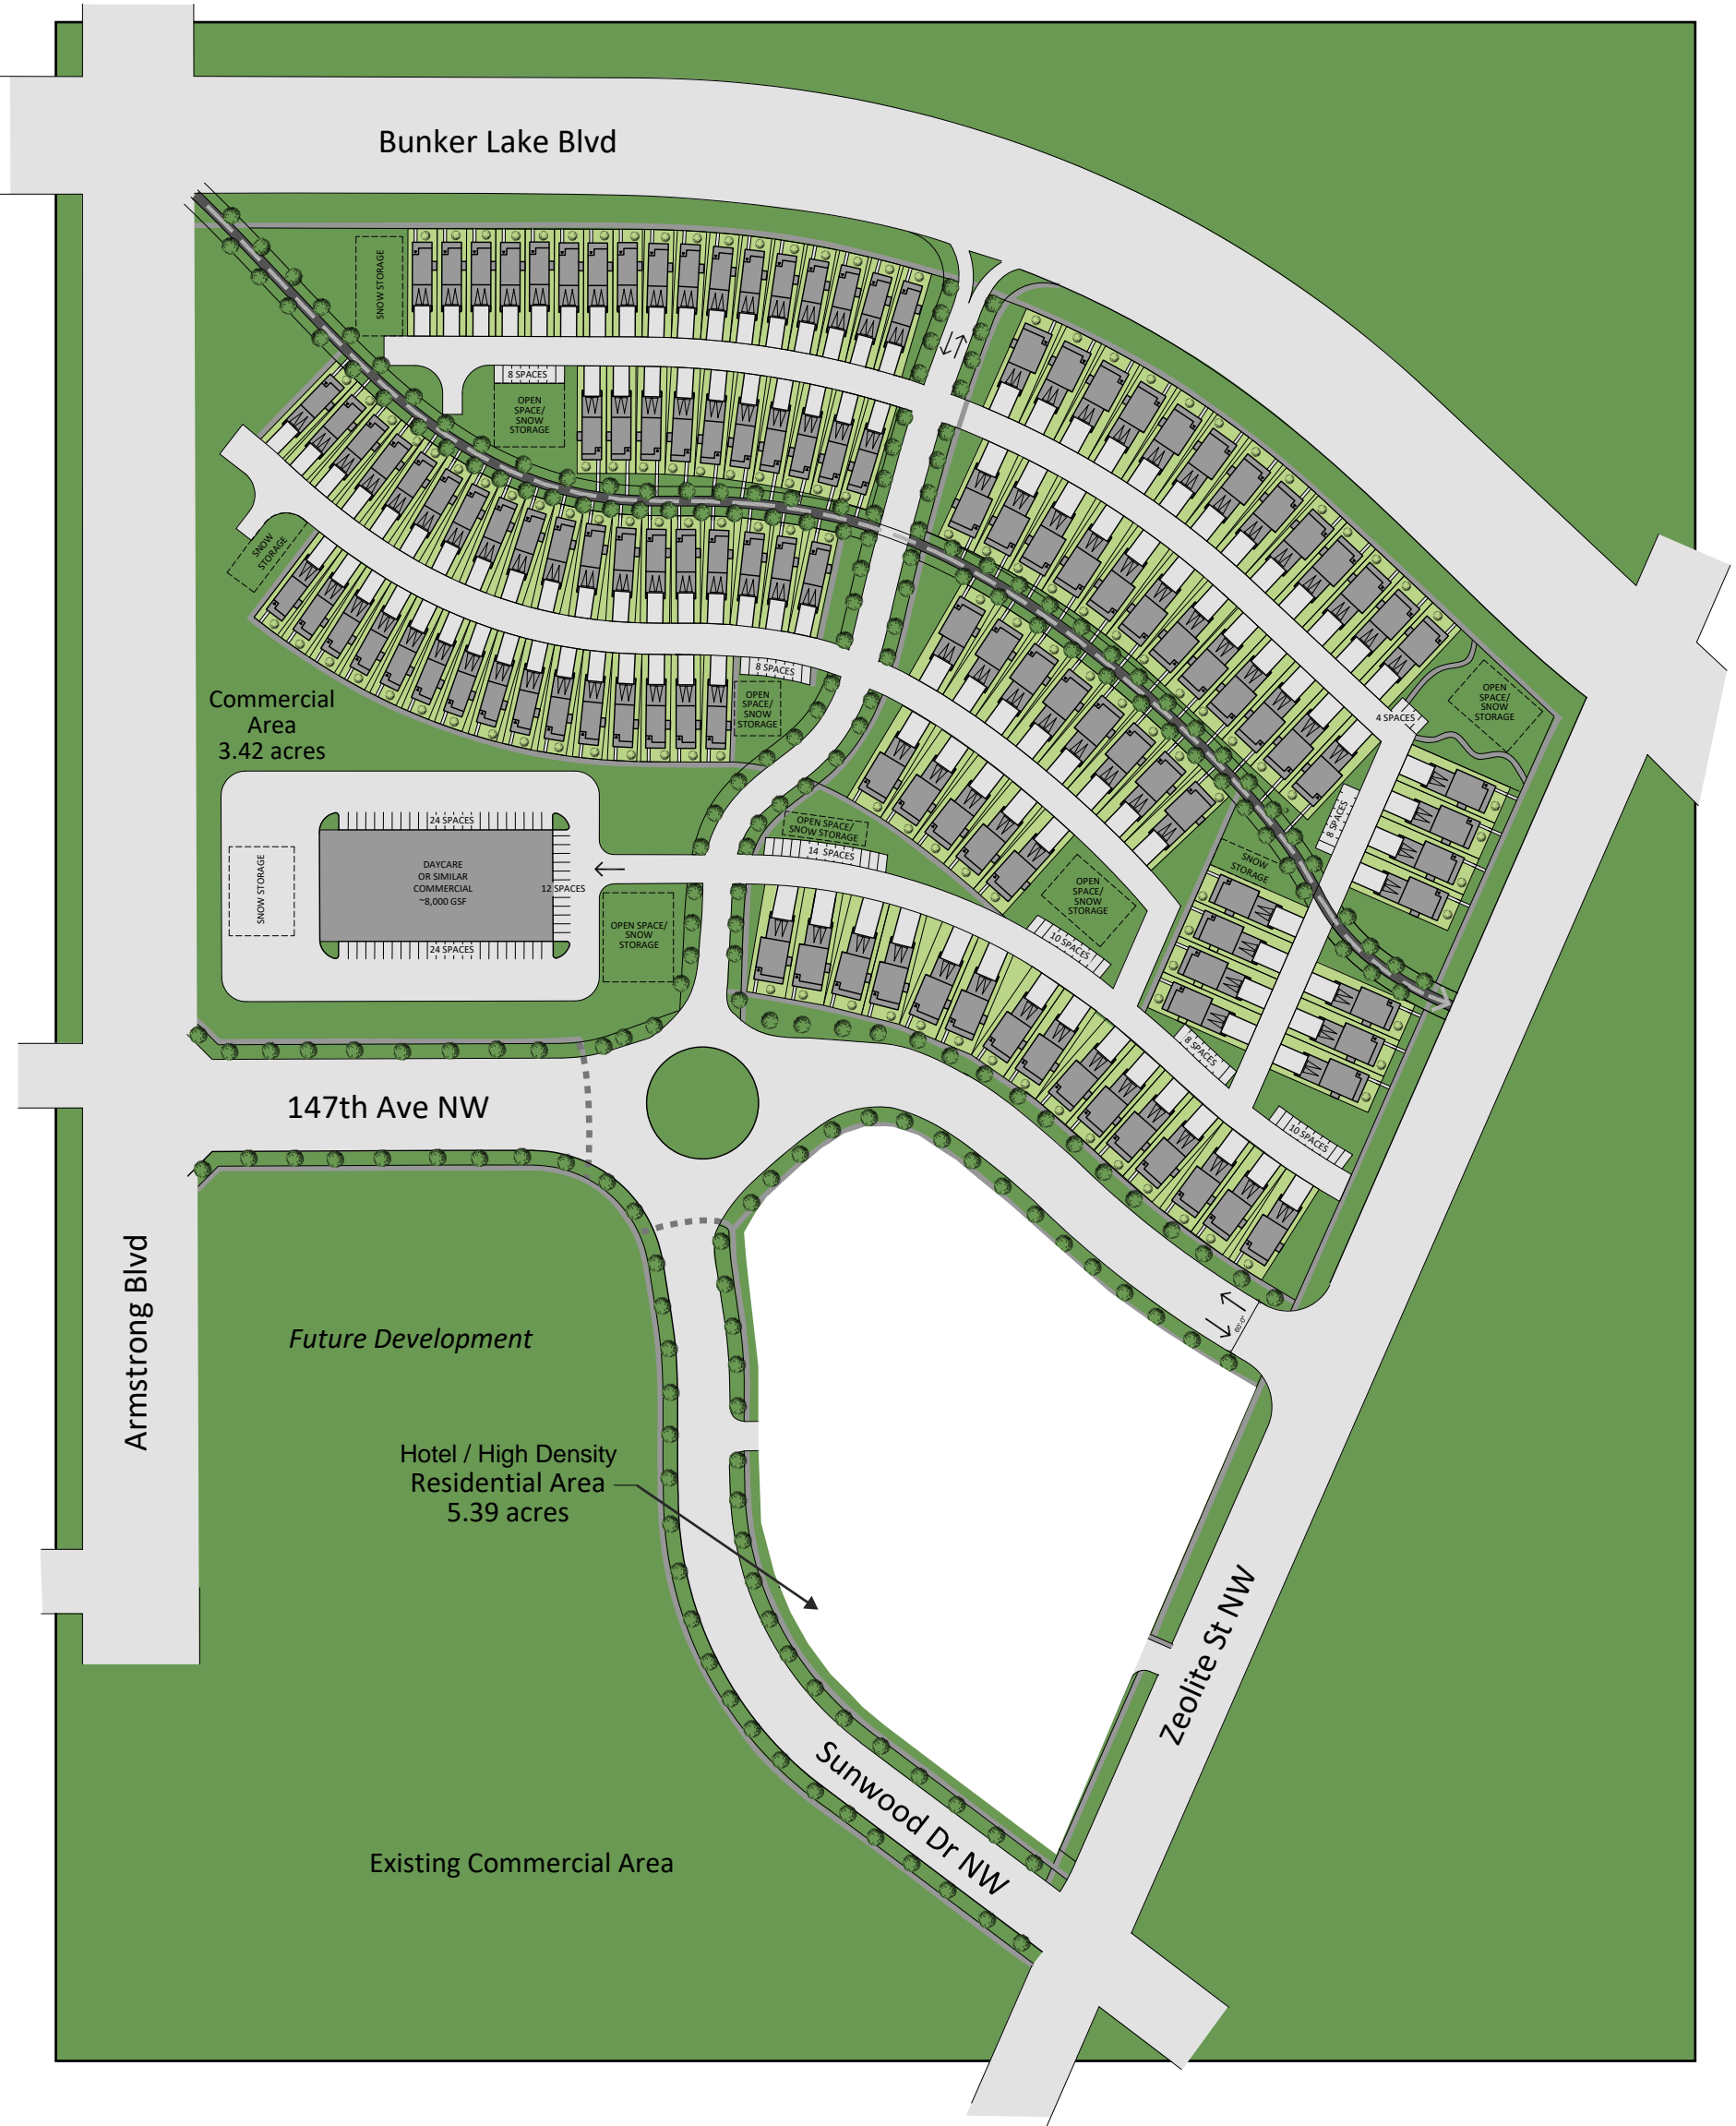 Bunker Lake Blvd
SNOW STORAGE
8 SPACES
OPEN
SPACE/
SNOW
STORAGE
SNOW
STORAGE
8 SPACES
OPEN
SPACE/
SNOW
STORAGE
4 SPACES
OPEN
SPACE/
SNOW
STORAGE
8 SPACES
SNOW
STORAGE
Commercial
Area
3.42 acres
24 SPACES
SNOW STORAGE
DAYCARE
OR SIMILAR
COMMERCIAL
~8,000 GSF
12 SPACES
24 SPACES
OPEN SPACE/
SNOW
STORAGE
OPEN SPACE/
SNOW STORAGE
14 SPACES
OPEN
SPACE/
SNOW
STORAGE
10 SPACES
8 SPACES
10 SPACES
147th Ave NW
60'-0"
Armstrong Blvd
Future Development
Hotel / High Density
Residential Area
5.39 acres
Zeolite St NW
Sunwood Dr NW
Existing Commercial Area